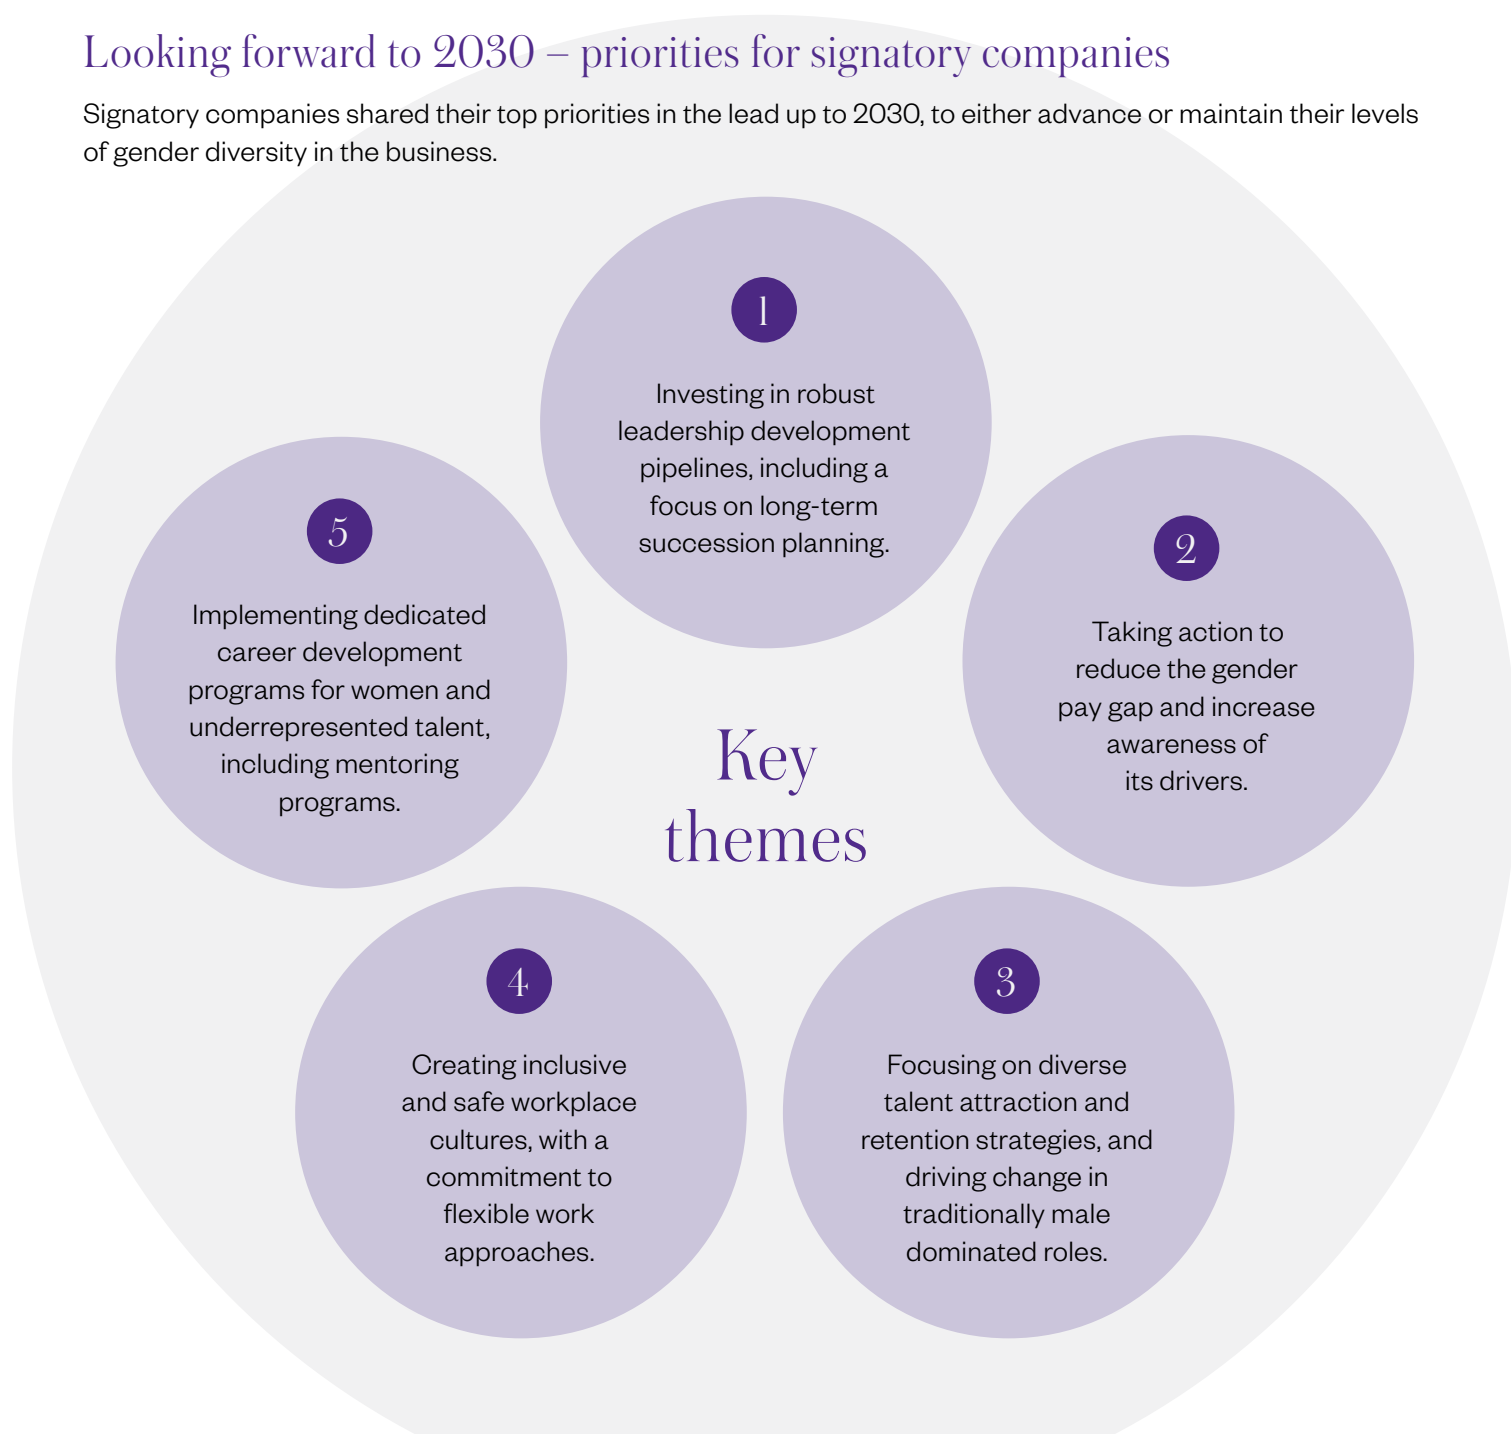 Looking forward to 2030 – priorities for signatory companies
Signatory companies shared their top priorities in the lead up to 2030, to either advance or maintain their levels
of gender diversity in the business.
1
Investing in robust
leadership development
pipelines, including a
focus on long-term
succession planning.
2
Taking action to
reduce the gender
pay gap and increase
awareness of
its drivers.
3
Focusing on diverse
talent attraction and
retention strategies, and
driving change in
traditionally male
dominated roles.
4
Creating inclusive
and safe workplace
cultures, with a
commitment to
flexible work
approaches.
5
Implementing dedicated
career development
programs for women and
underrepresented talent,
including mentoring
programs.
Key
themes